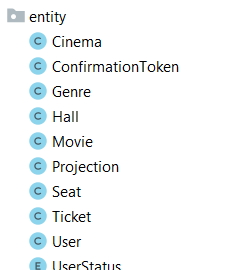 entity
C Cinema
C ConfirmationToken
C Genre
C Hall
C Movie
C Projection
C Seat
C Ticket
C User
E UserStatus